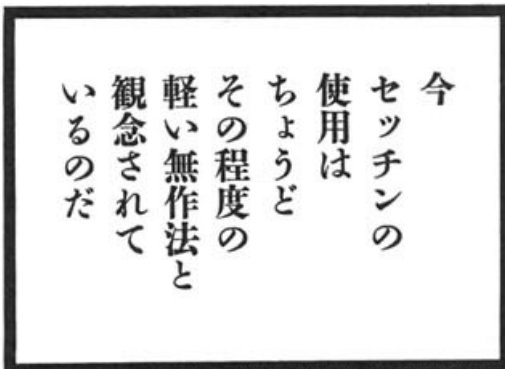 今
セッチンの
使用は
ちょうど
その程度の
軽い無作法と
観念されて
いるのだ